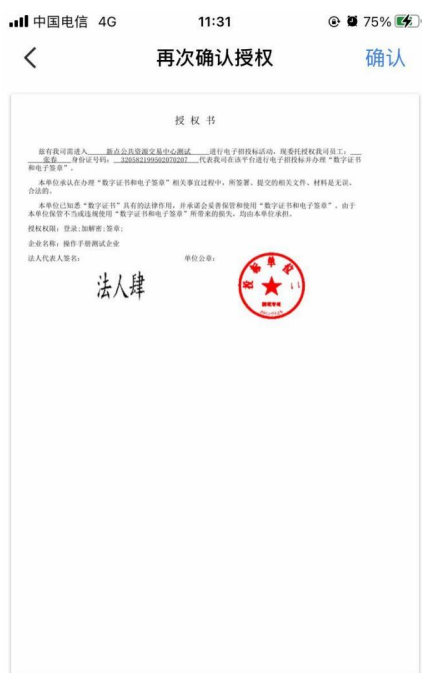 中国电信 4G 11:31 75%
再次确认授权 确认
授 权 书
兹有我司需进入 新点公共资源交易中心测试 进行电子招投标活动,现委托授权我司员工:
张春 身份证号码: 320582199502070207 代表我司在该平台进行电子招投标并办理“数字证书
和电子签章”。
本单位承认在办理“数字证书和电子签章”相关事宜过程中,所签署、提交的相关文件、材料是无误、
合法的。
本单位已知悉“数字证书”具有的法律作用,并承诺会妥善保管和使用“数字证书和电子签章”,由于
本单位保管不当或违规使用“数字证书和电子签章”所带来的损失,均由本单位承担。
授权权限:登录;加解密;签章;
企业名称:操作手册测试企业
法人代表人签名: 单位公章:
法人肆
投标单位二